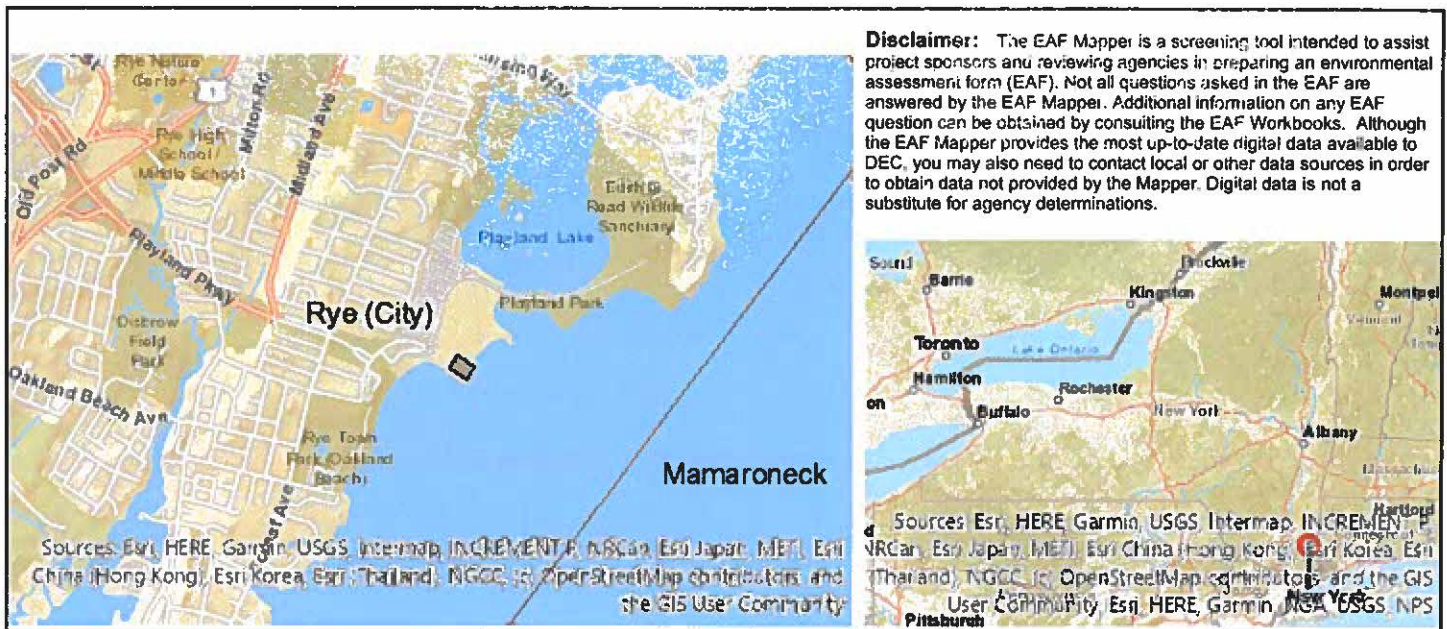 Disclaimer: The EAF Mapper is a screening tool intended to assist
project sponsors and reviewing agencies in preparing an environmental
assessment form (EAF). Not all questions asked in the EAF are
answered by the EAF Mapper. Additional information on any EAF
question can be obtained by consulting the EAF Workbooks. Although
the EAF Mapper provides the most up-to-date digital data available to
DEC, you may also need to contact local or other data sources in order
to obtain data not provided by the Mapper. Digital data is not a
substitute for agency determinations.
Rye Nature
Center
1
Milton Rd
Midland Ave
Rye High
School /
Middle School
Old Post Rd
Edith G
Read Wildlife
Sanctuary
Playland Lake
Playland Pkwy
Playland Park
Rye (City)
Disbrow
Field
Park
Oakland Beach Ave
Rye Town
Park/Oakland
Beach)
Forest Ave
Mamaroneck
Sources: Esri, HERE, Garmin, USGS, Intermap, INCREMENT P, NRCan, Esri Japan, METI, Esri
China (Hong Kong), Esri Korea, Esri (Thailand), NGCC, (c) OpenStreetMap contributors, and
the GIS User Community
Sound
Barrie
Kingston
Montpel
Vermont
Toronto
Lake Ontario
Hamilton
Rochester
on
Buffalo
New York
Albany
Massachus
Hartford
Sources: Esri, HERE, Garmin, USGS, Intermap, INCREMENT P,
NRCan, Esri Japan, METI, Esri China (Hong Kong), Esri Korea, Esri
(Thailand), NGCC, (c) OpenStreetMap contributors, and the GIS
User Community, Esri, HERE, Garmin, NGA, USGS, NPS
New York
Pittsburgh